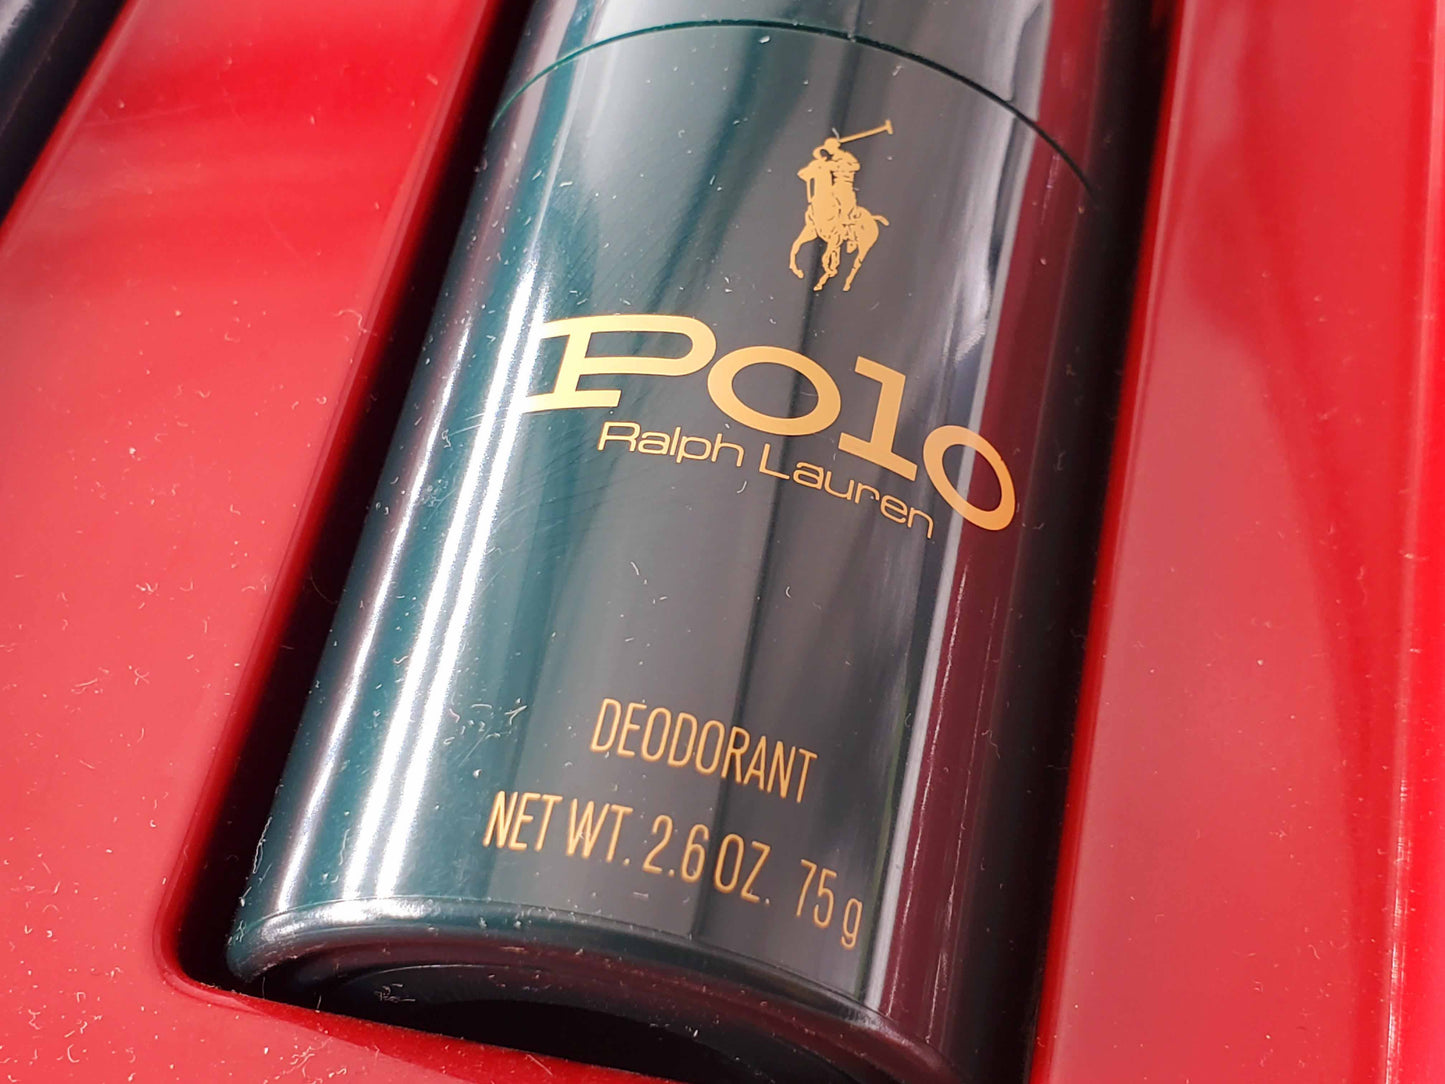 Polo
Ralph Lauren
DEODORANT
NET WT. 2.6 OZ. 75 g